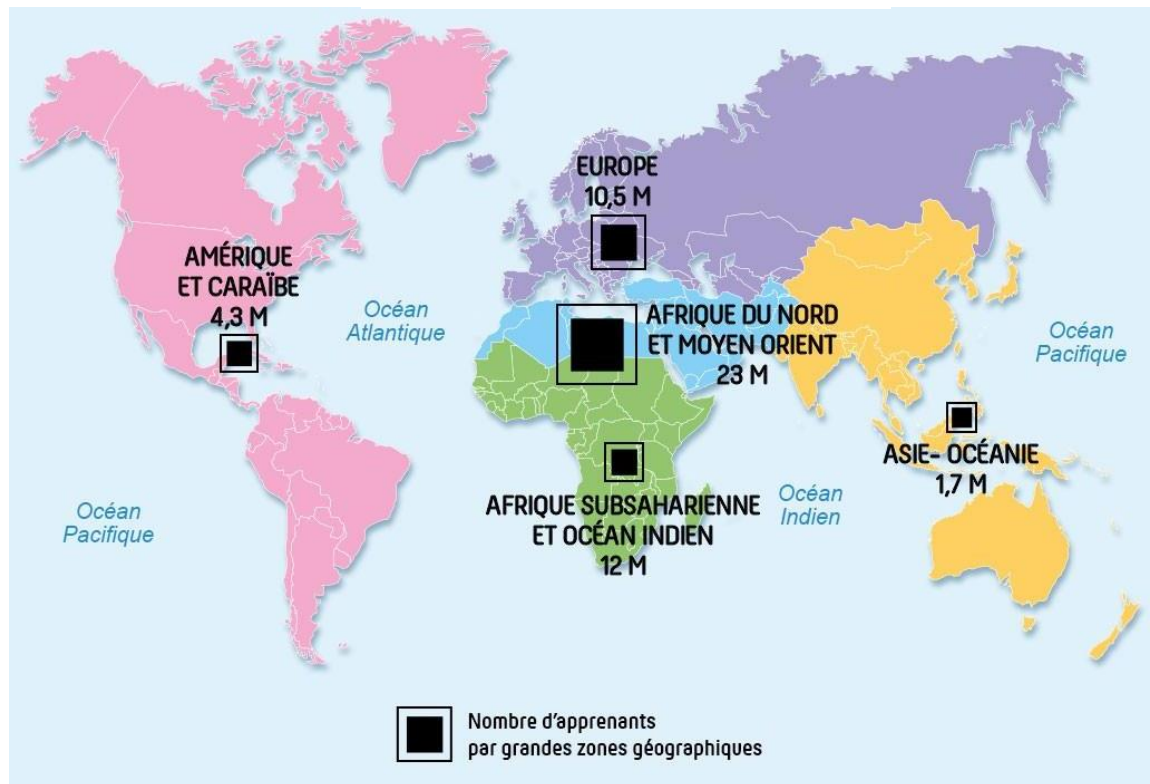 EUROPE
10,5 M
AMÉRIQUE
ET CARAÏBE
4,3 M
Océan
Atlantique
AFRIQUE DU NORD
ET MOYEN ORIENT
23 M
Océan
Pacifique
ASIE- OCÉANIE
1,7 M
Océan
Pacifique
AFRIQUE SUBSAHARIENNE
ET OCÉAN INDIEN
12 M
Océan
Indien
Nombre d'apprenants
par grandes zones géographiques